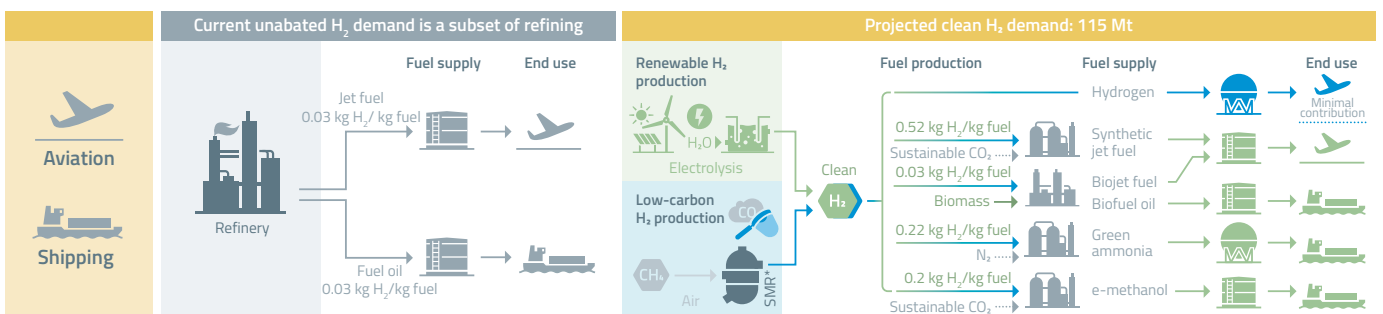 Aviation
Shipping
Current unabated H₂ demand is a subset of refining
Fuel supply
End use
Jet fuel
0.03 kg H₂/ kg fuel
Refinery
Fuel oil
0.03 kg H₂/kg fuel
Projected clean H₂ demand: 115 Mt
Renewable H₂
production
H₂O
Electrolysis
Low-carbon
H₂ production
CO₂
CH₄
Air
SMR*
Clean
H₂
Fuel production
Fuel supply
End use
Hydrogen
Minimal
contribution
0.52 kg H₂/kg fuel
Sustainable CO₂
Synthetic
jet fuel
0.03 kg H₂/kg fuel
Biomass
Biojet fuel
Biofuel oil
0.22 kg H₂/kg fuel
N₂
Green
ammonia
0.2 kg H₂/kg fuel
Sustainable CO₂
e-methanol